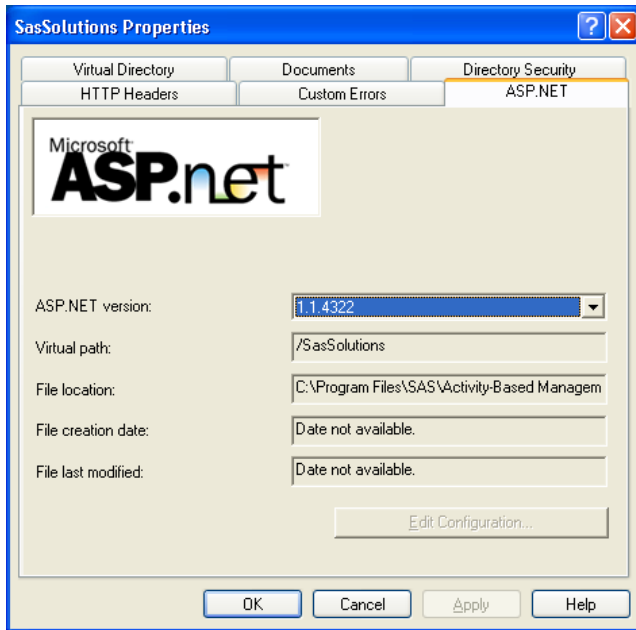 SasSolutions Properties
Virtual Directory
Documents
Directory Security
HTTP Headers
Custom Errors
ASP.NET
Microsoft
ASP.net
ASP.NET version:
1.1.4322
Virtual path:
/SasSolutions
File location:
C:\Program Files\SAS\Activity-Based Managem
File creation date:
Date not available.
File last modified:
Date not available.
Edit Configuration...
OK
Cancel
Apply
Help